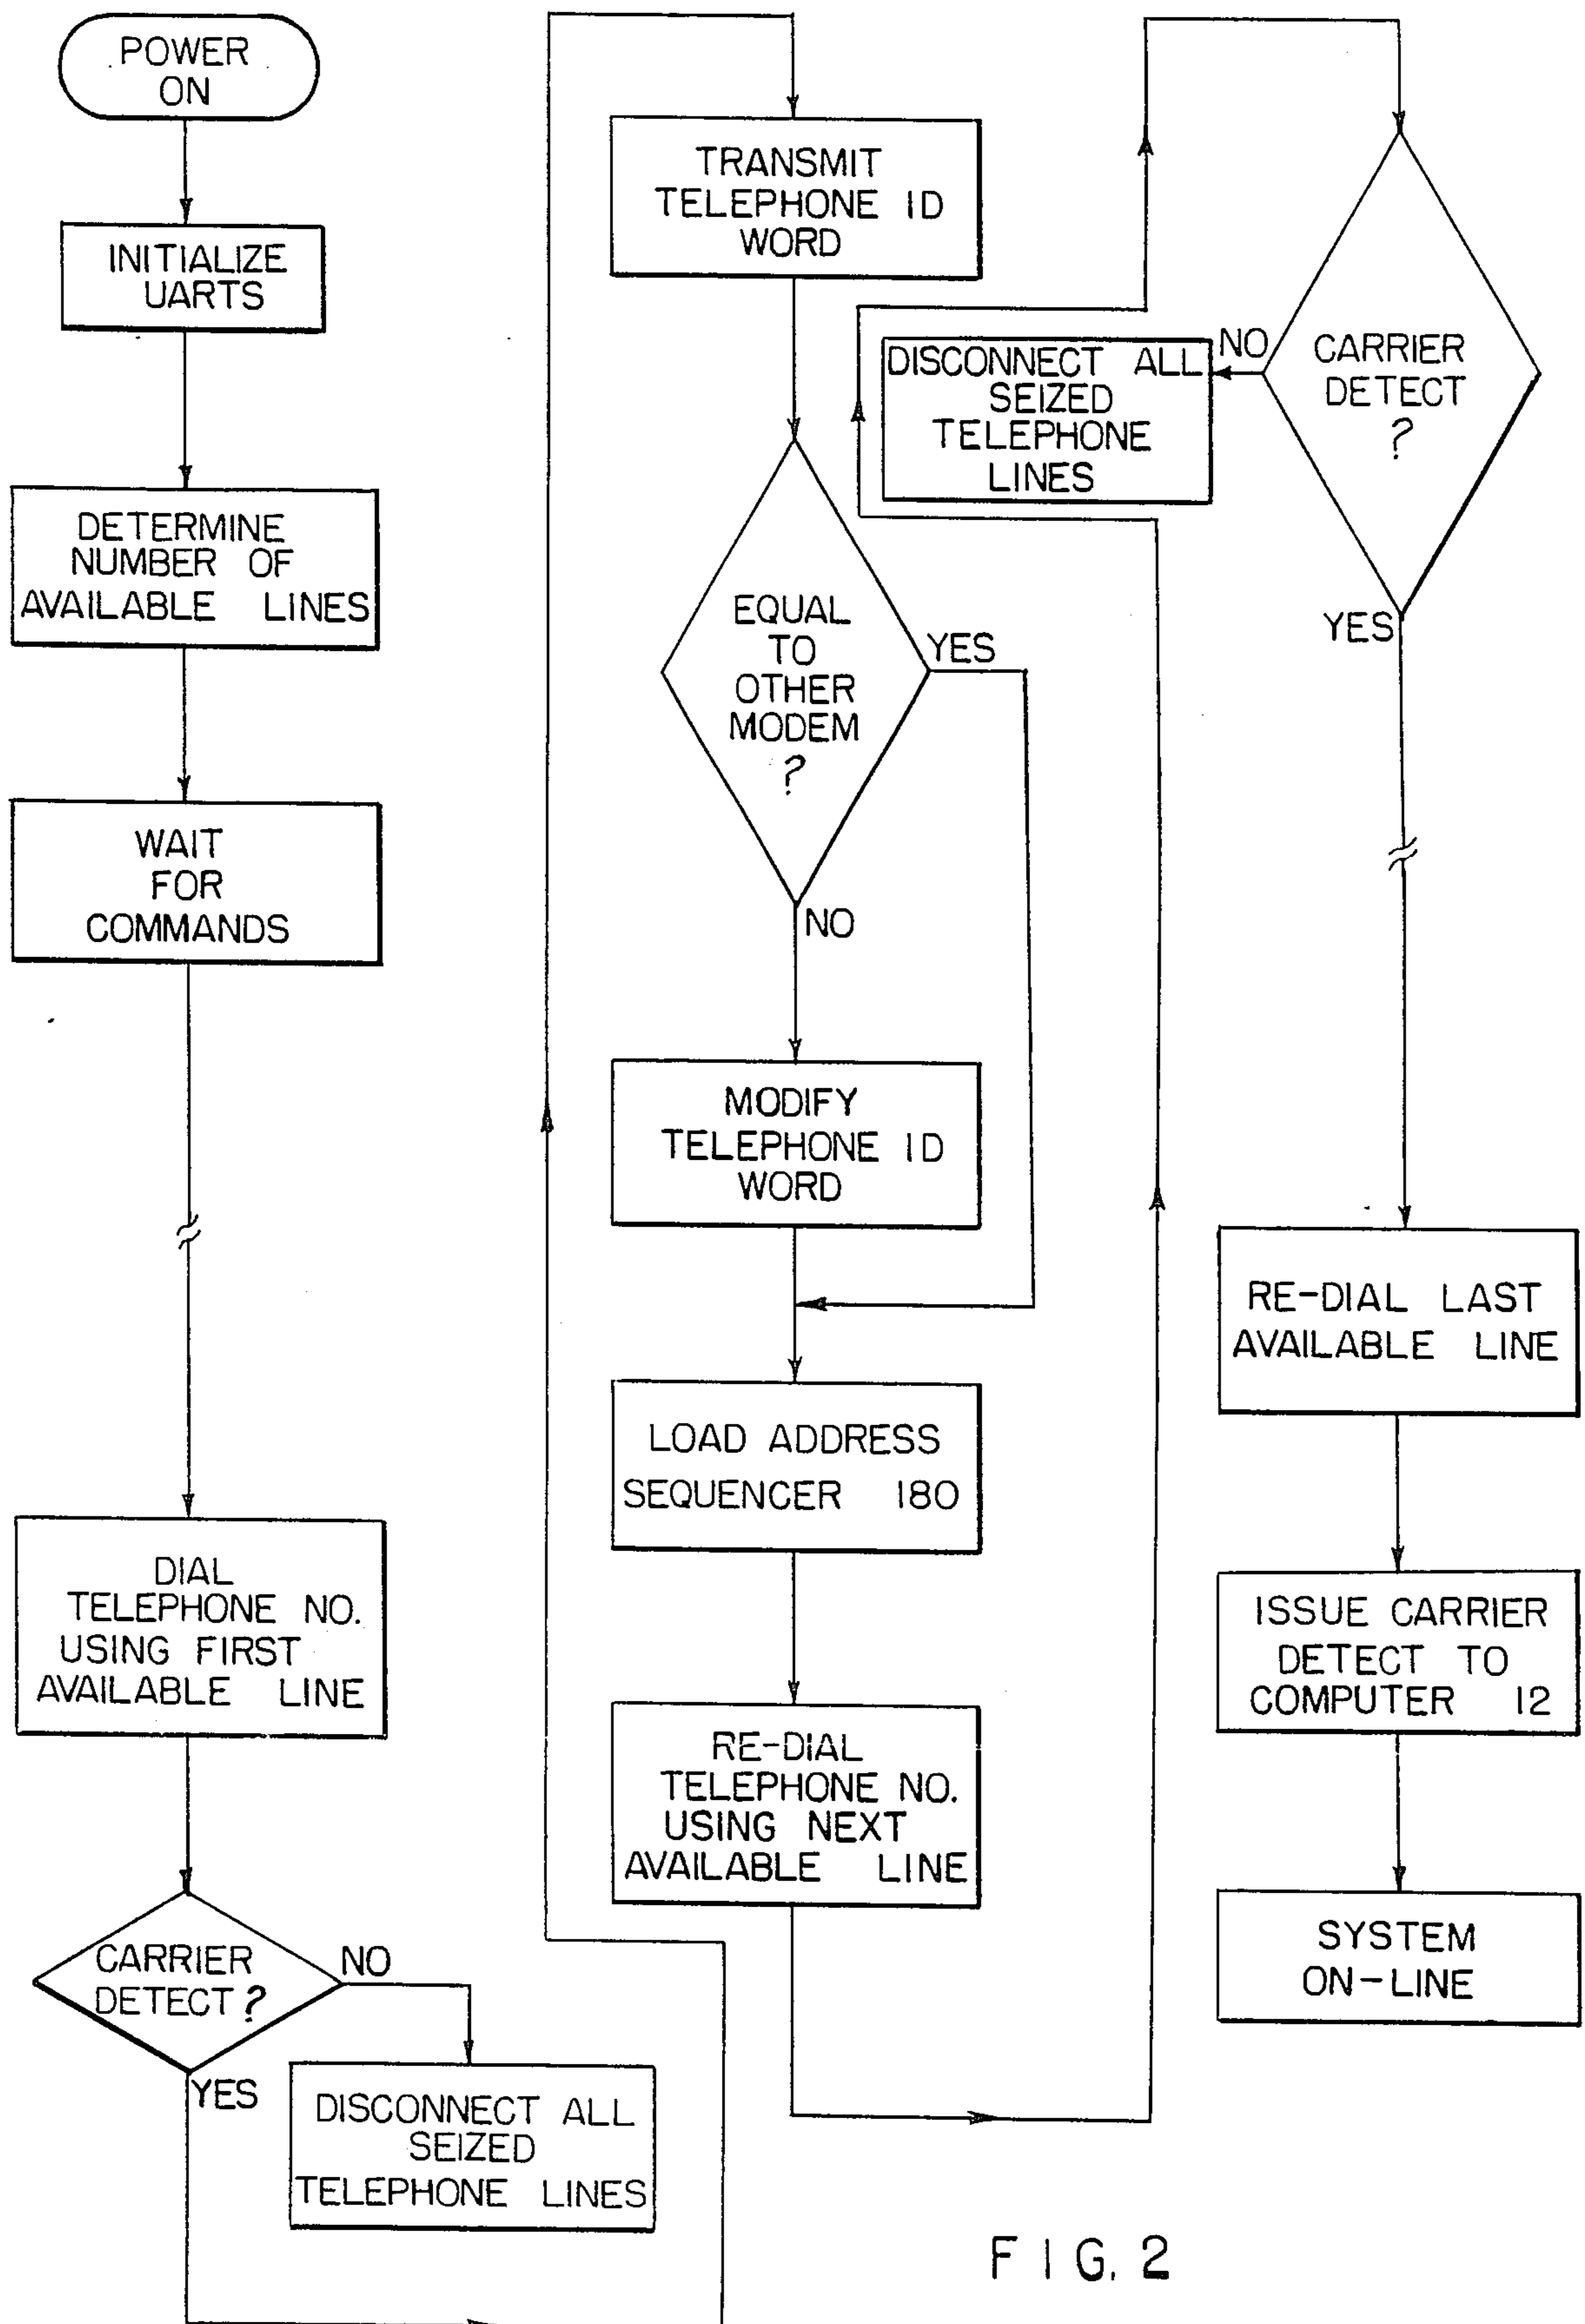 POWER
ON
INITIALIZE
UARTS
DETERMINE
NUMBER OF
AVAILABLE LINES
WAIT
FOR
COMMANDS
DIAL
TELEPHONE NO.
USING FIRST
AVAILABLE LINE
CARRIER
DETECT?
NO
YES
DISCONNECT ALL
SEIZED
TELEPHONE LINES
TRANSMIT
TELEPHONE ID
WORD
EQUAL
TO
OTHER
MODEM
?
YES
NO
MODIFY
TELEPHONE ID
WORD
LOAD ADDRESS
SEQUENCER 180
RE-DIAL
TELEPHONE NO.
USING NEXT
AVAILABLE LINE
CARRIER
DETECT
?
NO
DISCONNECT ALL
SEIZED
TELEPHONE
LINES
YES
RE-DIAL LAST
AVAILABLE LINE
ISSUE CARRIER
DETECT TO
COMPUTER 12
SYSTEM
ON-LINE
FIG. 2